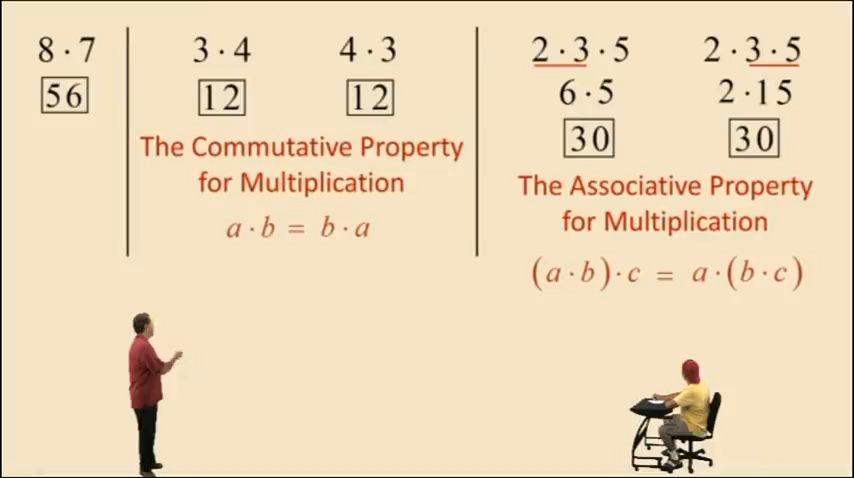 8 · 7
56
3 · 4
4 · 3
12
12
The Commutative Property
for Multiplication
a · b = b · a
2 · 3 · 5
2 · 3 · 5
6 · 5
2 · 15
30
30
The Associative Property
for Multiplication
(a · b) · c = a · (b · c)